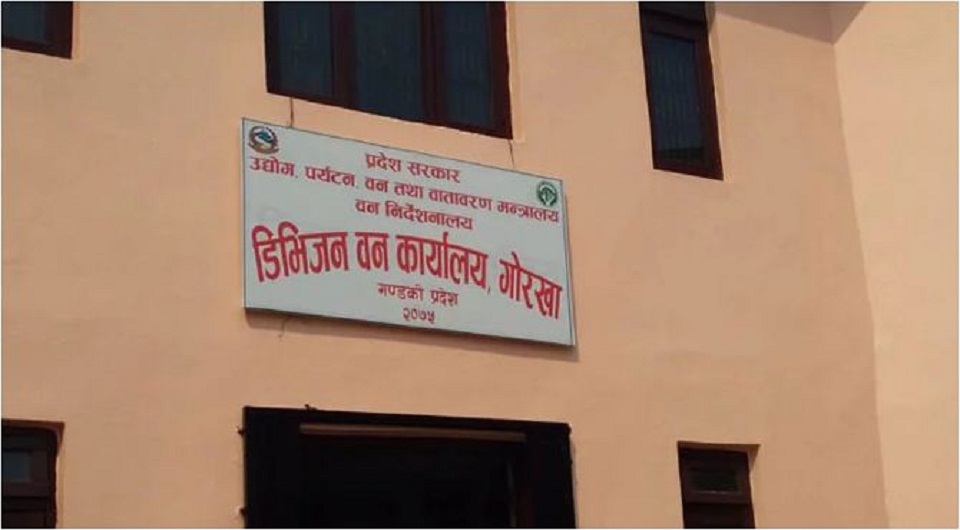 प्रदेश सरकार
उद्योग, पर्यटन, वन तथा वातावरण मन्त्रालय
वन निर्देशनालय
डिभिजन वन कार्यालय, गोरखा
गण्डकी प्रदेश
२०७५